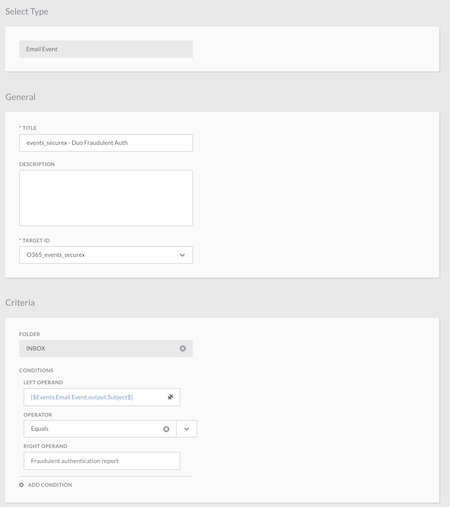 Select Type
Email Event
General
* TITLE
events_securex - Duo Fraudulent Auth
DESCRIPTION
* TARGET ID
O365_events_securex
Criteria
FOLDER
INBOX
CONDITIONS
LEFT OPERAND
[$Events.Email Event.output.Subject$]
OPERATOR
Equals
RIGHT OPERAND
Fraudulent authentication report
ADD CONDITION